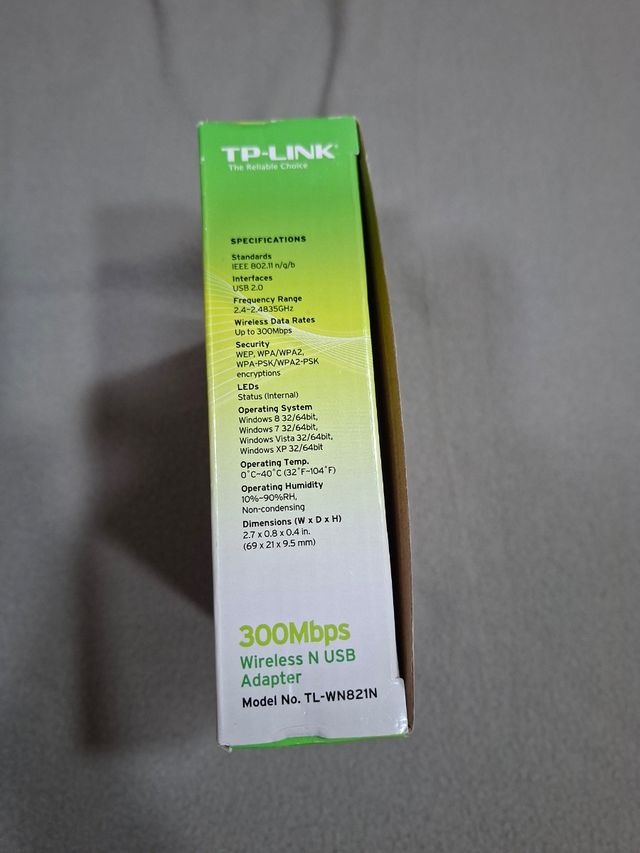 TP-LINK®
The Reliable Choice
SPECIFICATIONS
Standards
IEEE 802.11 n/g/b
Interfaces
USB 2.0
Frequency Range
2.4~2.4835GHz
Wireless Data Rates
Up to 300Mbps
Security
WEP, WPA/WPA2,
WPA-PSK/WPA2-PSK
encryptions
LEDs
Status (Internal)
Operating System
Windows 8 32/64bit,
Windows 7 32/64bit,
Windows Vista 32/64bit,
Windows XP 32/64bit
Operating Temp.
0˚C~40˚C (32˚F~104˚F)
Operating Humidity
10%~90%RH,
Non-condensing
Dimensions (W x D x H)
2.7 x 0.8 x 0.4 in.
(69 x 21 x 9.5 mm)
300Mbps
Wireless N USB
Adapter
Model No. TL-WN821N